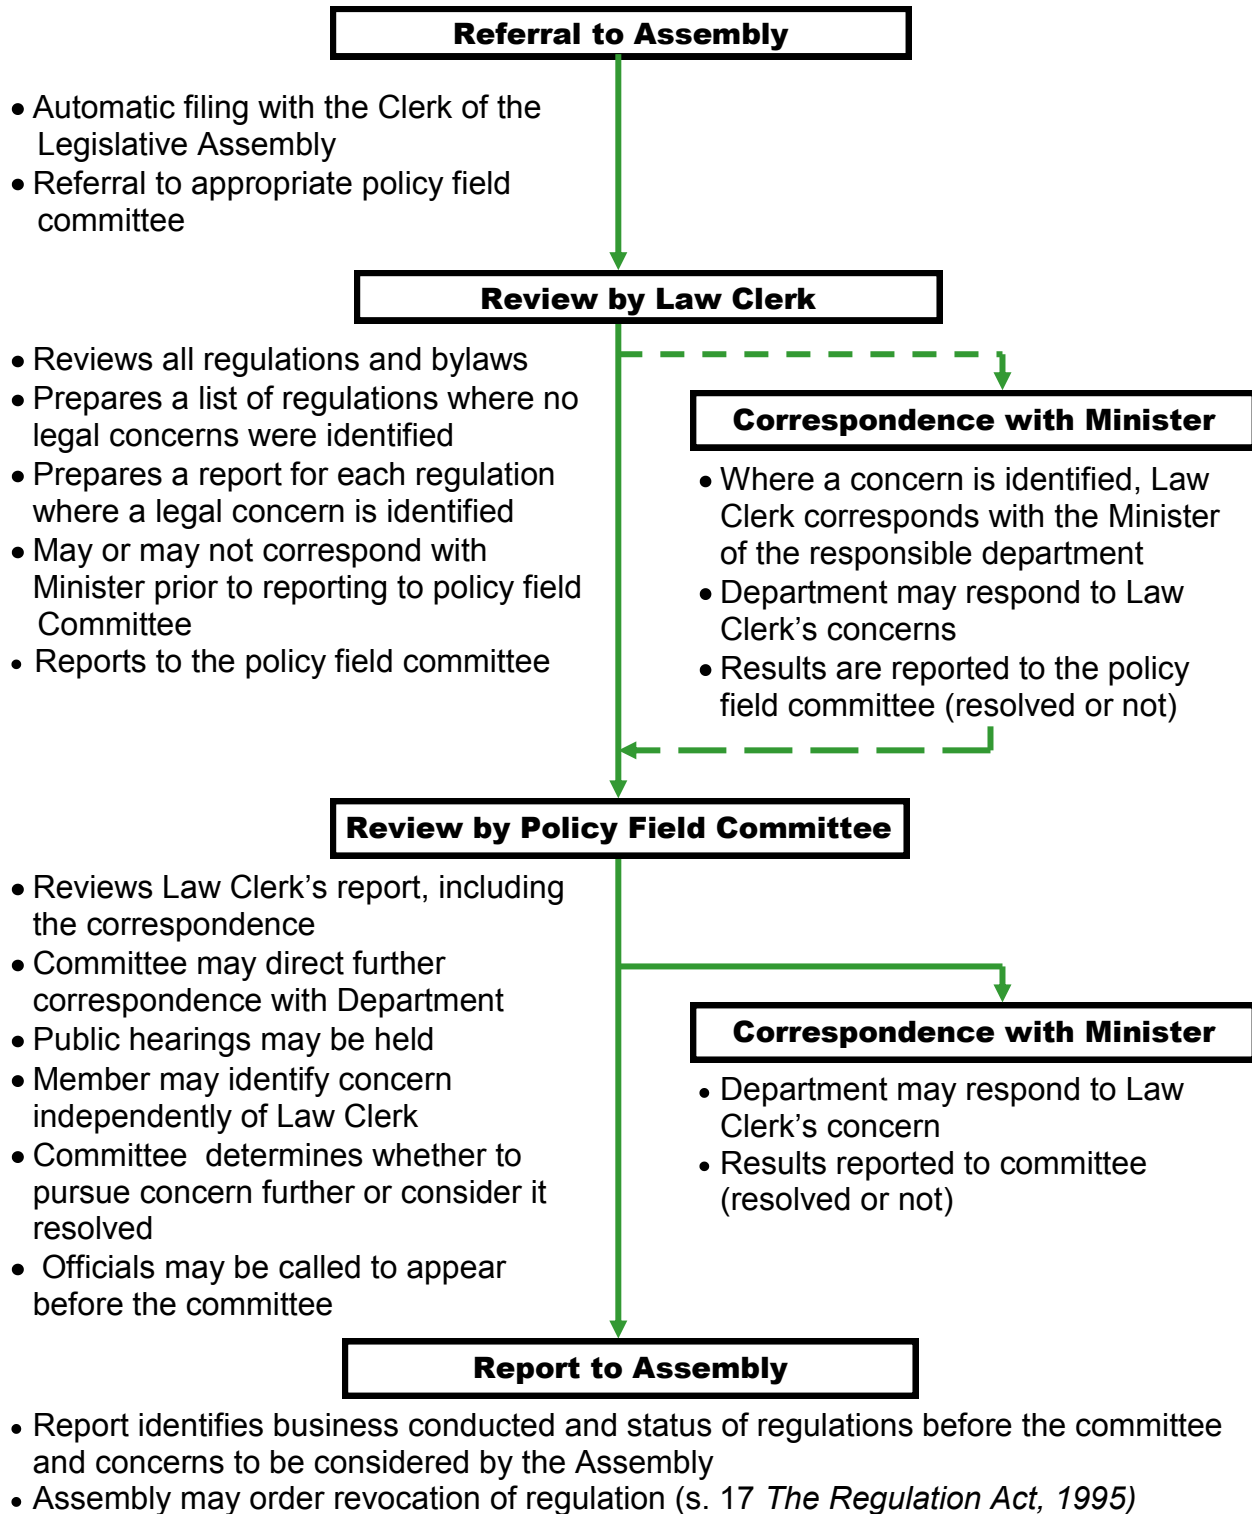 Referral to Assembly
• Automatic filing with the Clerk of the
Legislative Assembly
• Referral to appropriate policy field
committee
Review by Law Clerk
• Reviews all regulations and bylaws
• Prepares a list of regulations where no
legal concerns were identified
• Prepares a report for each regulation
where a legal concern is identified
• May or may not correspond with
Minister prior to reporting to policy field
Committee
• Reports to the policy field committee
Correspondence with Minister
• Where a concern is identified, Law
Clerk corresponds with the Minister
of the responsible department
• Department may respond to Law
Clerk’s concerns
• Results are reported to the policy
field committee (resolved or not)
Review by Policy Field Committee
• Reviews Law Clerk’s report, including
the correspondence
• Committee may direct further
correspondence with Department
• Public hearings may be held
• Member may identify concern
independently of Law Clerk
• Committee determines whether to
pursue concern further or consider it
resolved
• Officials may be called to appear
before the committee
Correspondence with Minister
• Department may respond to Law
Clerk’s concern
• Results reported to committee
(resolved or not)
Report to Assembly
• Report identifies business conducted and status of regulations before the committee
and concerns to be considered by the Assembly
• Assembly may order revocation of regulation (s. 17 The Regulation Act, 1995)